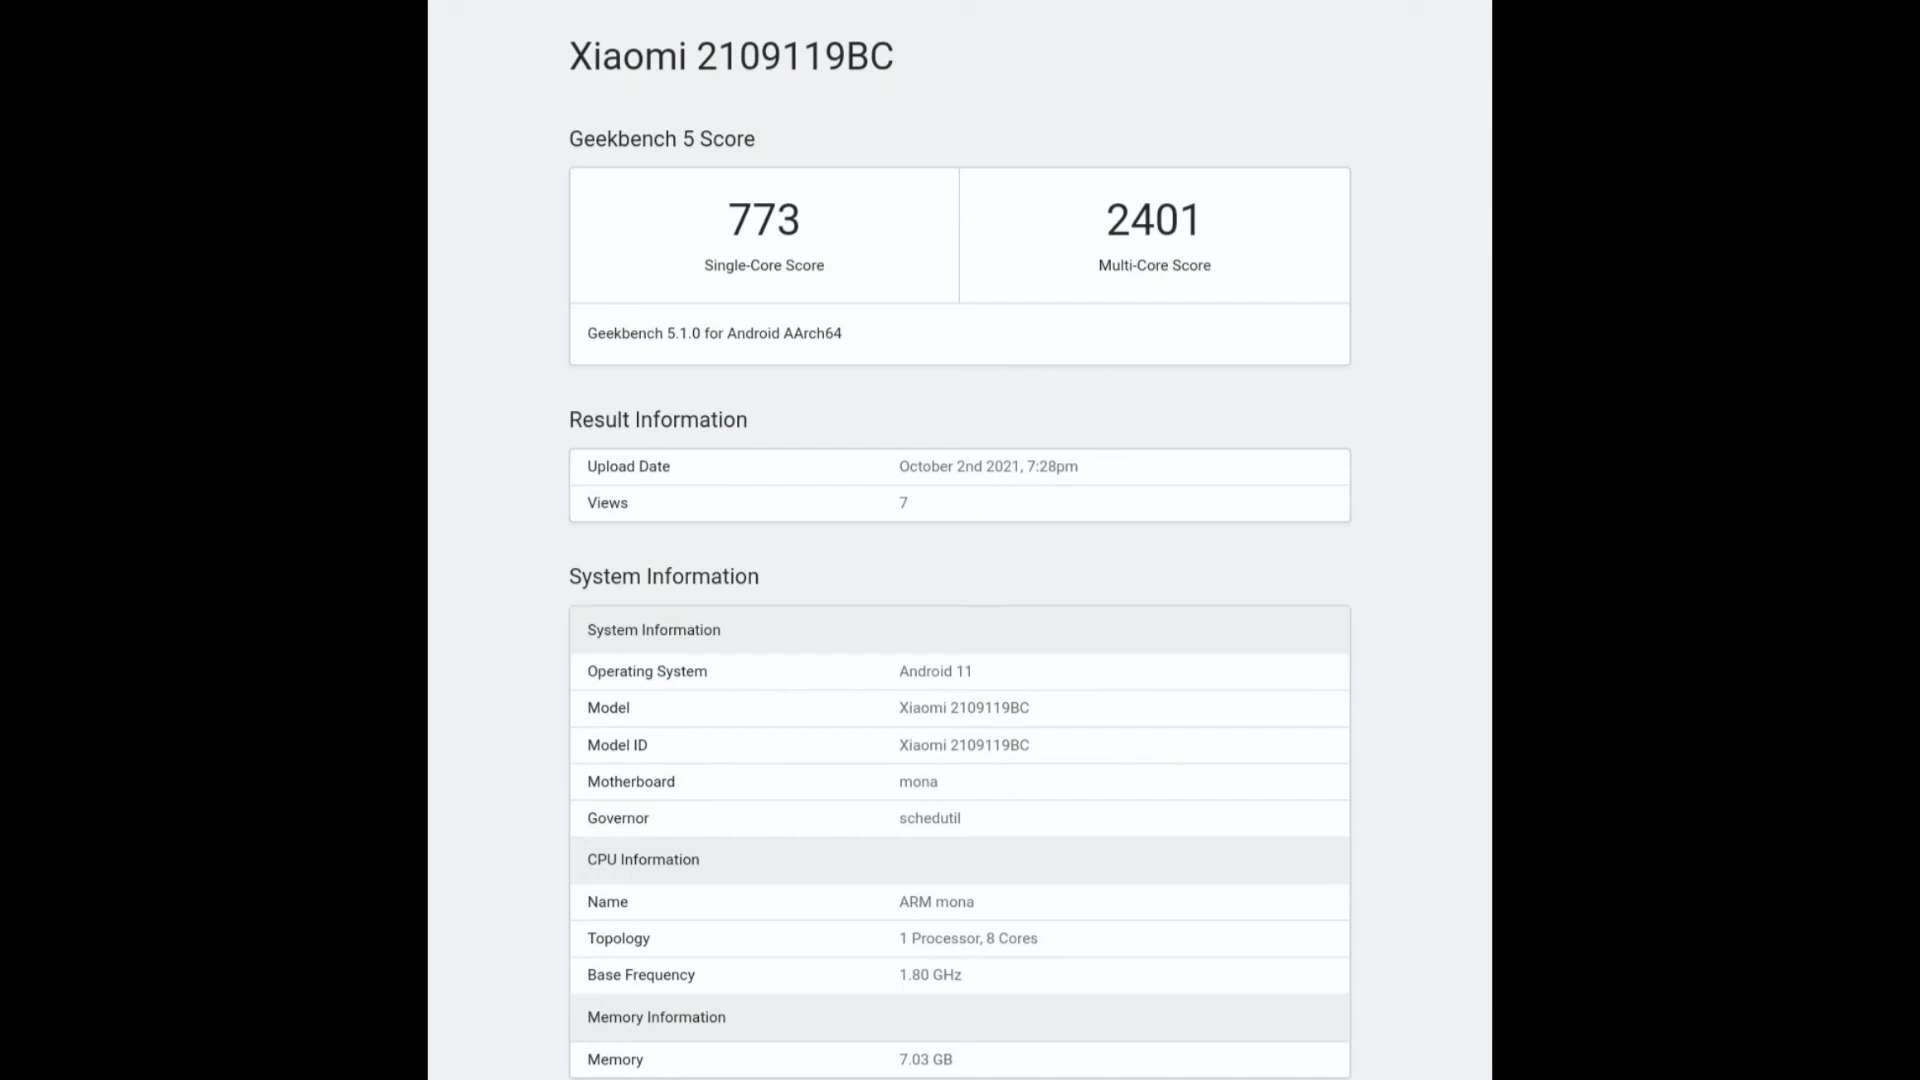 Xiaomi 2109119BC
Geekbench 5 Score
773 2401
Single-Core Score Multi-Core Score
Geekbench 5.1.0 for Android AArch64
Result Information
Upload Date October 2nd 2021, 7:28pm
Views 7
System Information
System Information
Operating System Android 11
Model Xiaomi 2109119BC
Model ID Xiaomi 2109119BC
Motherboard mona
Governor schedutil
CPU Information
Name ARM mona
Topology 1 Processor, 8 Cores
Base Frequency 1.80 GHz
Memory Information
Memory 7.03 GB